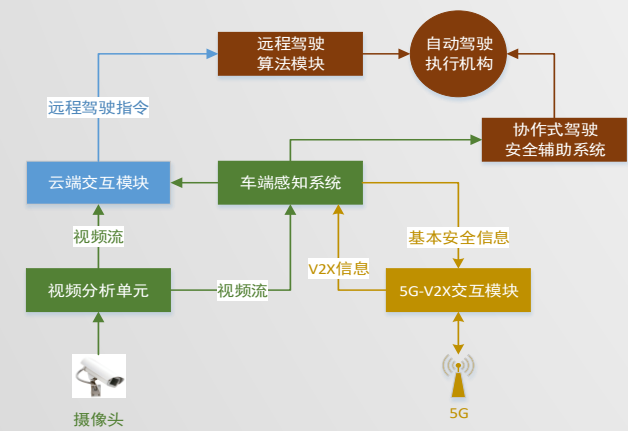 远程驾驶
算法模块
自动驾驶
执行机构
远程驾驶指令
协作式驾驶
安全辅助系统
云端交互模块
车端感知系统
视频流
基本安全信息
V2X信息
视频分析单元
视频流
5G-V2X交互模块
摄像头
5G